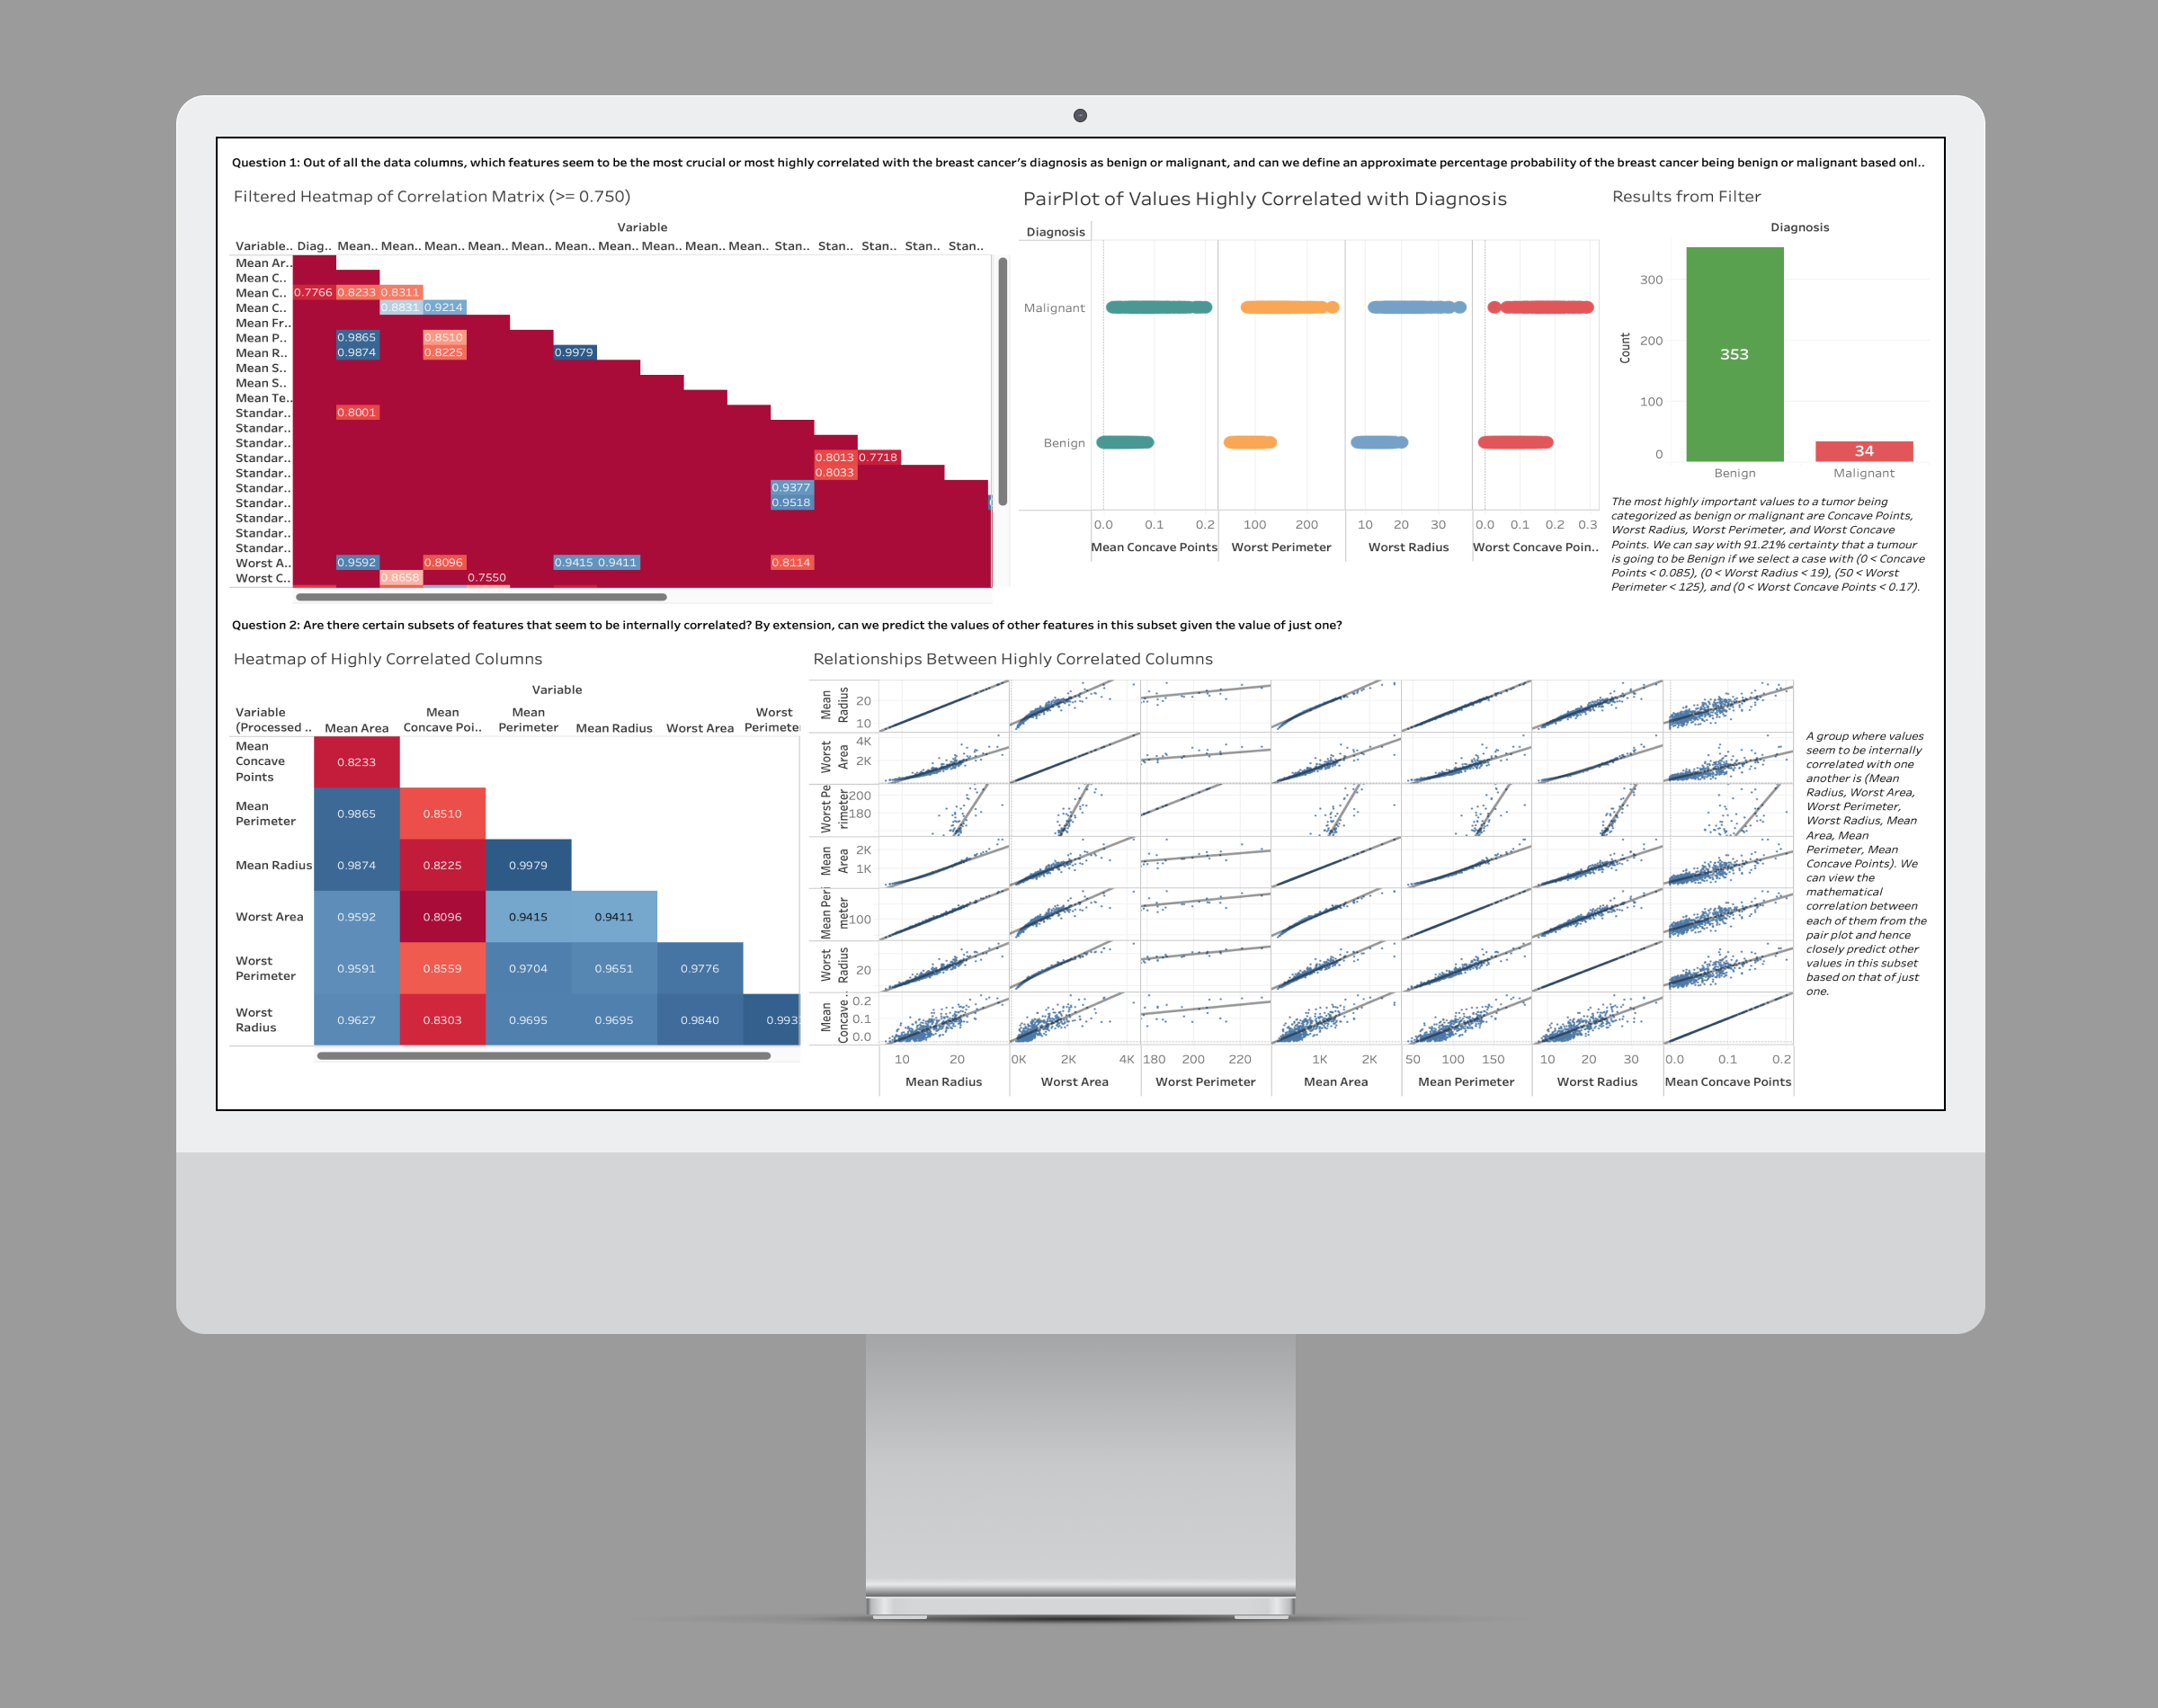 Question 1: Out of all the data columns, which features seem to be the most crucial or most highly correlated with the breast cancer's diagnosis as benign or malignant, and can we define an approximate percentage probability of the breast cancer being benign or malignant based onl..
Filtered Heatmap of Correlation Matrix (>= 0.750)
Variable
Variable.. Diag.. Mean.. Mean.. Mean.. Mean.. Mean.. Mean.. Mean.. Mean.. Mean.. Mean.. Stan.. Stan.. Stan.. Stan.. Stan..
Mean Ar..
Mean C..
Mean C.. 0.7766 0.8233 0.8311
Mean C.. 0.8831 0.9214
Mean Fr..
Mean P.. 0.9865 0.8510
Mean R.. 0.9874 0.8225 0.9979
Mean S..
Mean S..
Mean Te..
Standar.. 0.8001
Standar..
Standar..
Standar.. 0.8013 0.7718
Standar.. 0.8033
Standar.. 0.9377
Standar.. 0.9518
Standar..
Standar..
Standar..
Worst A.. 0.9592 0.8096 0.9415 0.9411 0.8114
Worst C.. 0.8658 0.7550
PairPlot of Values Highly Correlated with Diagnosis
Diagnosis
Malignant
Benign
0.0 0.1 0.2 100 200 10 20 30 0.0 0.1 0.2 0.3
Mean Concave Points Worst Perimeter Worst Radius Worst Concave Poin..
Results from Filter
Diagnosis
Count
300
200
100
0
353
34
Benign Malignant
The most highly important values to a tumor being
categorized as benign or malignant are Concave Points,
Worst Radius, Worst Perimeter, and Worst Concave
Points. We can say with 91.21% certainty that a tumour
is going to be Benign if we select a case with (0 < Concave
Points < 0.085), (0 < Worst Radius < 19), (50 < Worst
Perimeter < 125), and (0 < Worst Concave Points < 0.17).
Question 2: Are there certain subsets of features that seem to be internally correlated? By extension, can we predict the values of other features in this subset given the value of just one?
Heatmap of Highly Correlated Columns
Variable
Variable
(Processed .. Mean Area
Mean
Concave Poi..
Mean
Perimeter
Mean Radius
Worst Area
Worst
Perimeter
Mean
Concave
Points
0.8233
Mean
Perimeter
0.9865 0.8510
Mean Radius 0.9874 0.8225 0.9979
Worst Area 0.9592 0.8096 0.9415 0.9411
Worst
Perimeter
0.9591 0.8559 0.9704 0.9651 0.9776
Worst
Radius
0.9627 0.8303 0.9695 0.9695 0.9840 0.993
Relationships Between Highly Correlated Columns
Mean
Radius
20
10
Worst
Area
4K
2K
Worst Pe
rimeter
200
180
Mean
Area
2K
1K
Mean Peri
meter
100
Worst
Radius
20
Mean
Concave..
0.2
0.1
0.0
10 20 0K 2K 4K 180 200 220 1K 2K 50 100 150 10 20 30 0.0 0.1 0.2
Mean Radius Worst Area Worst Perimeter Mean Area Mean Perimeter Worst Radius Mean Concave Points
A group where values
seem to be internally
correlated with one
another is (Mean
Radius, Worst Area,
Worst Perimeter,
Worst Radius, Mean
Area, Mean
Perimeter, Mean
Concave Points). We
can view the
mathematical
correlation between
each of them from the
pair plot and hence
closely predict other
values in this subset
based on that of just
one.